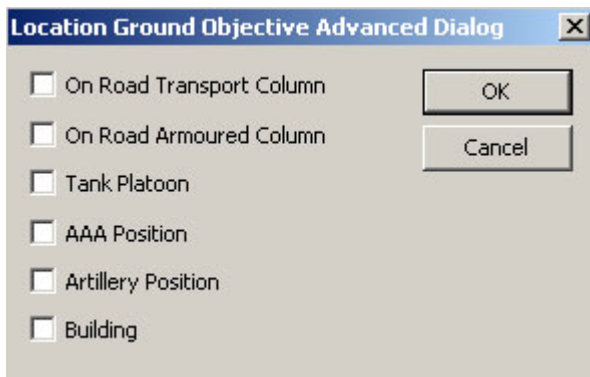 Location Ground Objective Advanced Dialog
On Road Transport Column
OK
On Road Armoured Column
Cancel
Tank Platoon
AAA Position
Artillery Position
Building